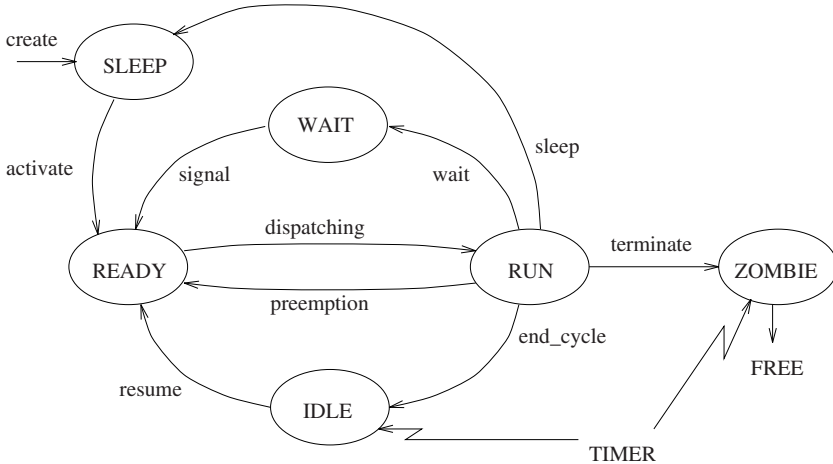 create
SLEEP
WAIT
activate
signal
wait
sleep
dispatching
terminate
READY
RUN
ZOMBIE
preemption
end_cycle
FREE
resume
IDLE
TIMER